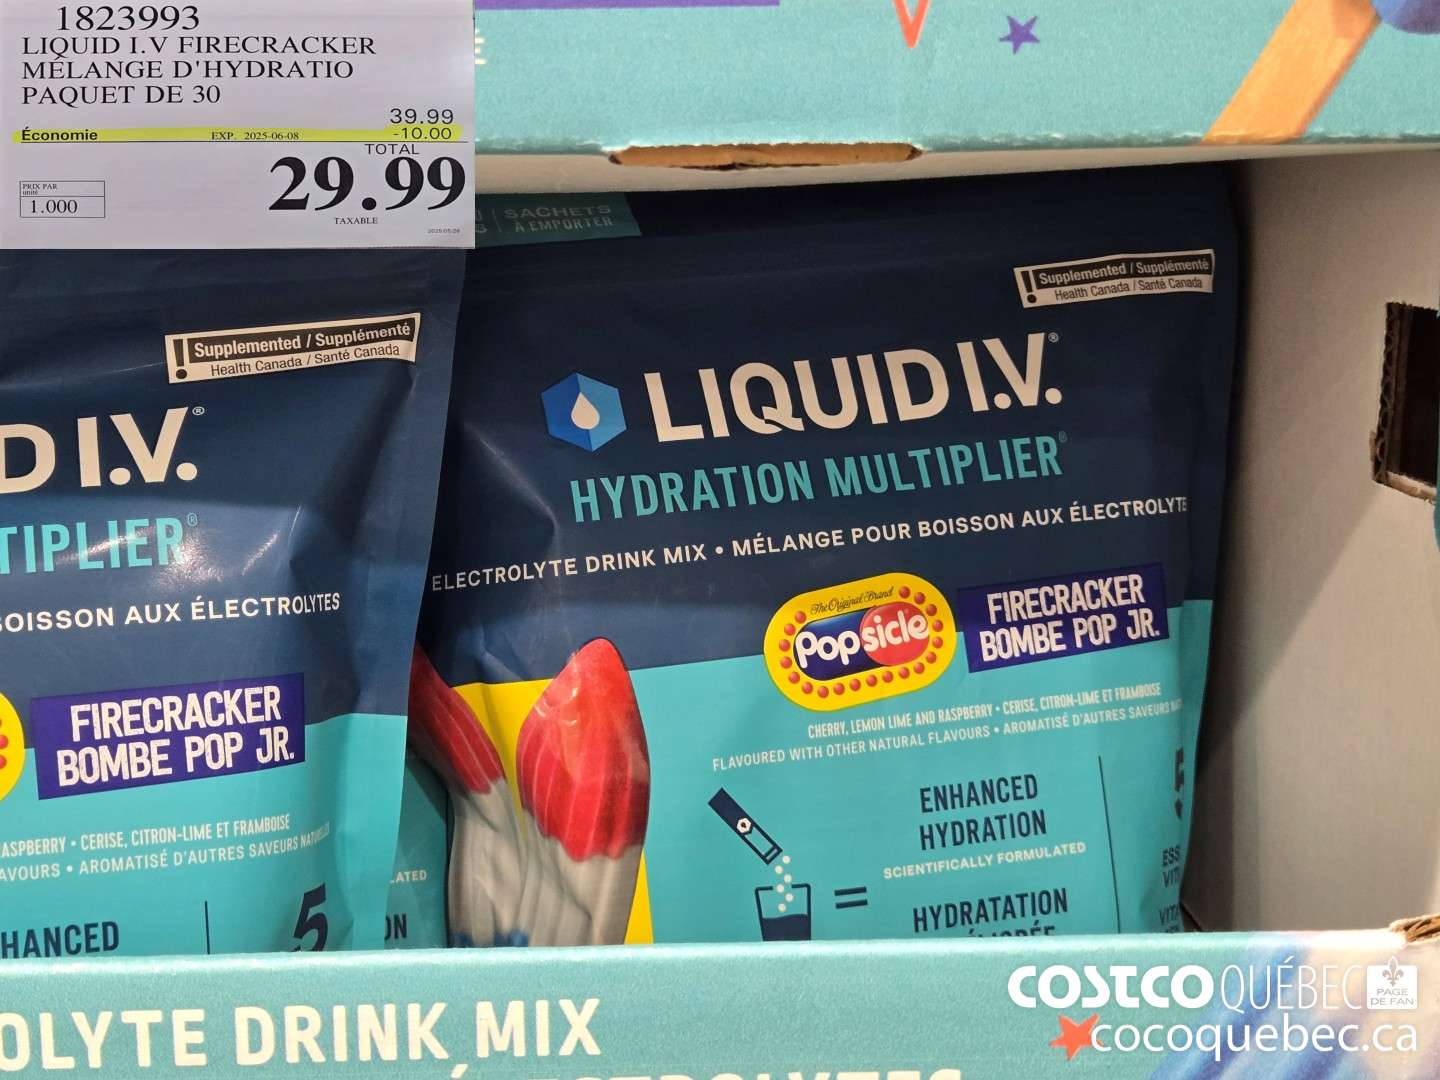 1823993
LIQUID I.V FIRECRACKER
MÉLANGE D'HYDRATIO
PAQUET DE 30
39.99
Économie EXP. 2025-06-08 -10.00
TOTAL
29.99
TAXABLE
PRIX PAR
unité
1.000
2025/05/26
SACHETS
À EMPORTER
Supplemented / Supplémenté
Health Canada / Santé Canada
LIQUID I.V.®
HYDRATION MULTIPLIER®
ELECTROLYTE DRINK MIX • MÉLANGE POUR BOISSON AUX ÉLECTROLYTE
The Original Brand
Popsicle
FIRECRACKER
BOMBE POP JR.
CHERRY, LEMON LIME AND RASPBERRY • CERISE, CITRON-LIME ET FRAMBOISE
FLAVOURED WITH OTHER NATURAL FLAVOURS • AROMATISÉ D'AUTRES SAVEURS
ENHANCED
HYDRATION
SCIENTIFICALLY FORMULATED
=
HYDRATATION
5
ESS
VIT
Supplemented / Supplémenté
Health Canada / Santé Canada
D I.V.®
TIPLIER®
BOISSON AUX ÉLECTROLYTES
FIRECRACKER
BOMBE POP JR.
ASPBERRY • CERISE, CITRON-LIME ET FRAMBOISE
AVOURS • AROMATISÉ D'AUTRES SAVEURS
HANCED
5
ATED
ON
OLYTE DRINK MIX
COSTCO QUÉBEC
PAGE
DE FAN
cocoquebec.ca